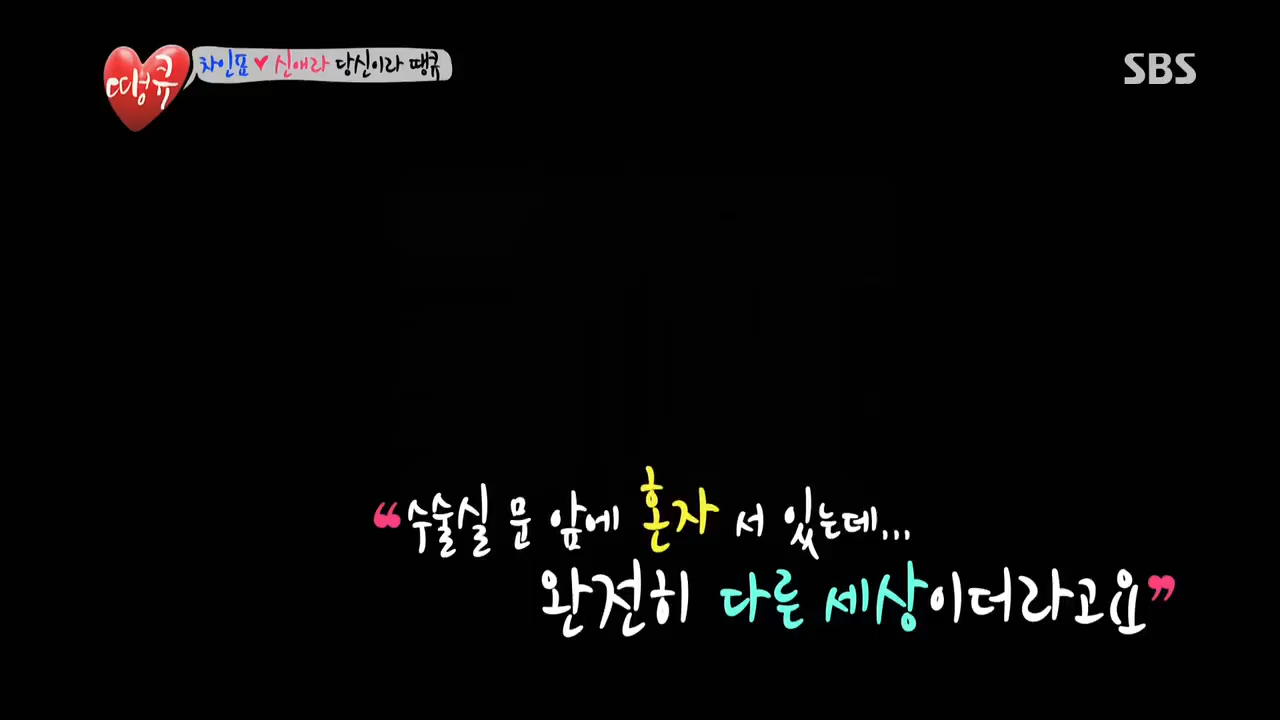 땡큐
차인표♥신애라 당신이라 땡큐
SBS
“수술실 문 앞에 혼자 서 있는데...
완전히 다른 세상이더라고요”